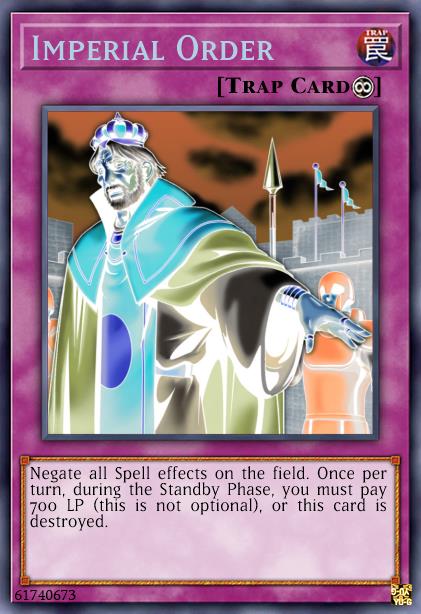 Imperial Order
TRAP
罠
[Trap Card]
Negate all Spell effects on the field. Once per
turn, during the Standby Phase, you must pay
700 LP (this is not optional), or this card is
destroyed.
61740673